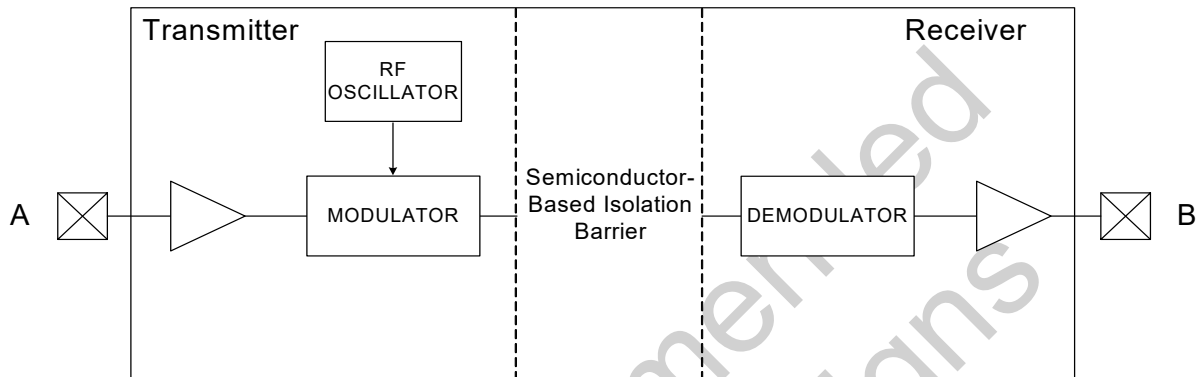 Transmitter
Receiver
RF
OSCILLATOR
A
MODULATOR
Semiconductor-
Based Isolation
Barrier
DEMODULATOR
B